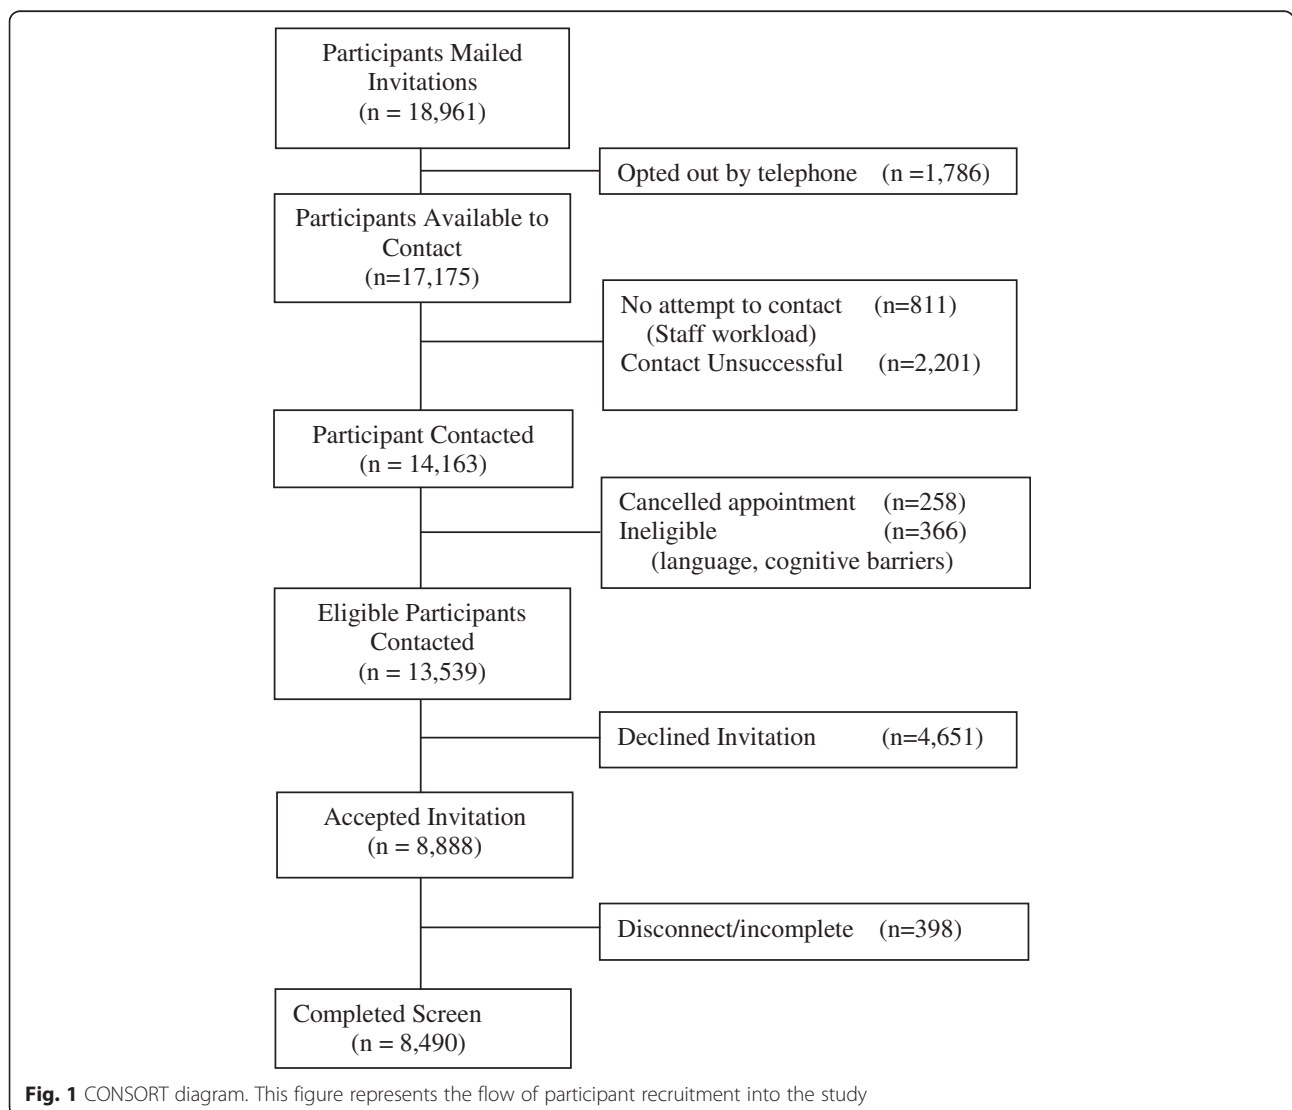 Participants Mailed
Invitations
(n = 18,961)
Opted out by telephone (n =1,786)
Participants Available to
Contact
(n=17,175)
No attempt to contact (n=811)
(Staff workload)
Contact Unsuccessful (n=2,201)
Participant Contacted
(n = 14,163)
Cancelled appointment (n=258)
Ineligible (n=366)
(language, cognitive barriers)
Eligible Participants
Contacted
(n = 13,539)
Declined Invitation (n=4,651)
Accepted Invitation
(n = 8,888)
Disconnect/incomplete (n=398)
Completed Screen
(n = 8,490)
Fig. 1 CONSORT diagram. This figure represents the flow of participant recruitment into the study